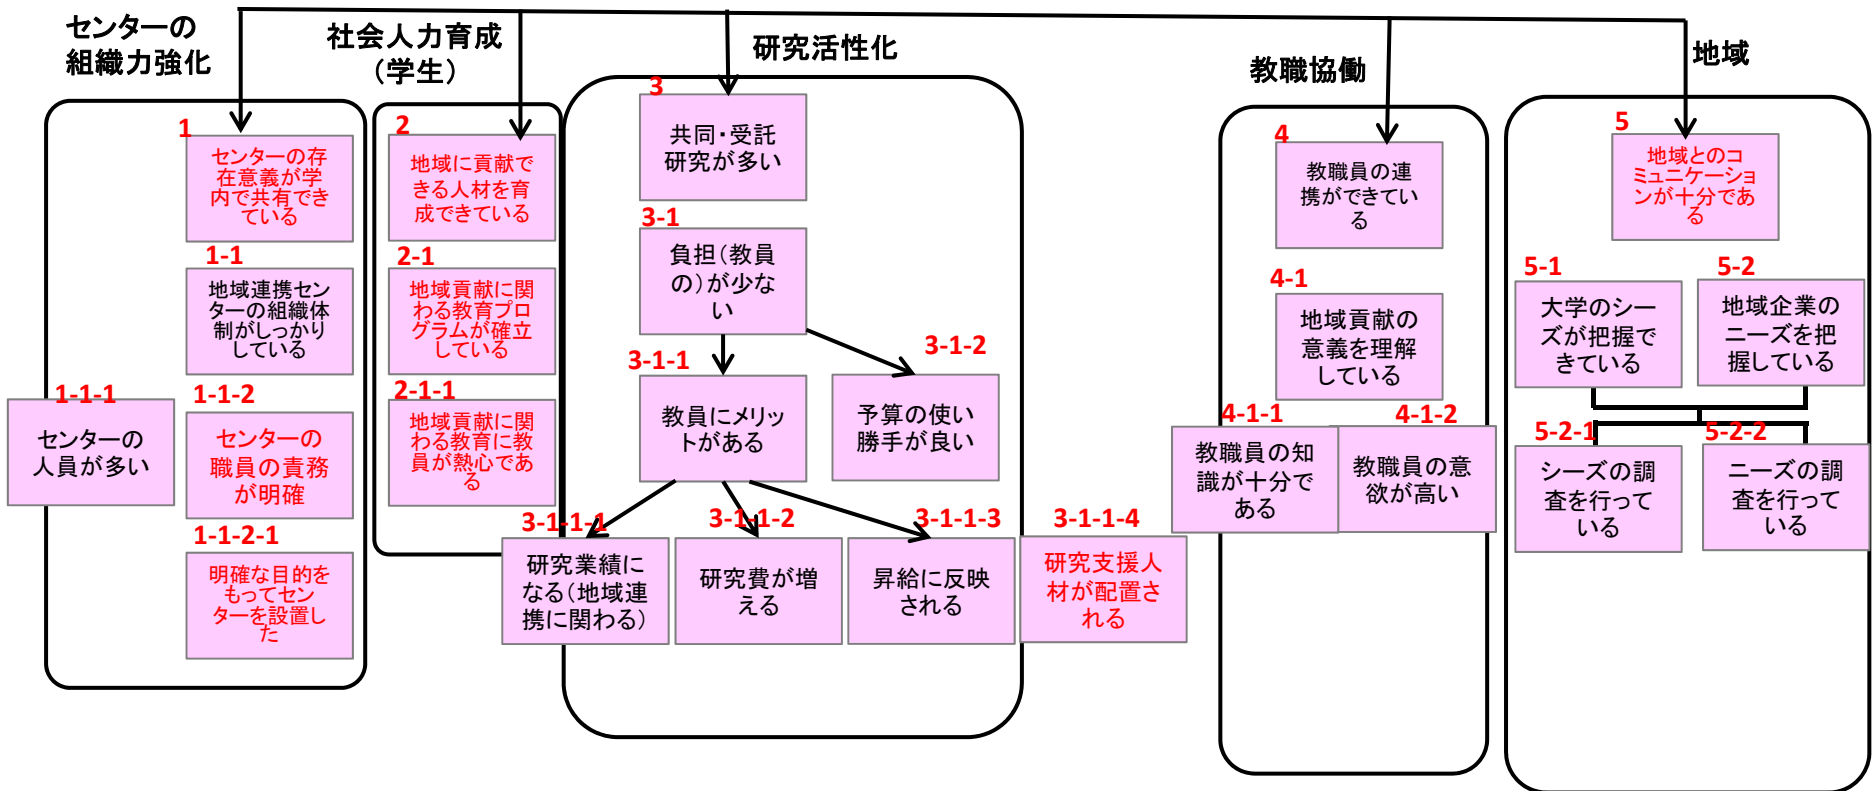 センターの
組織力強化
1
センターの存
在意義が学
内で共有でき
ている
1-1
地域連携セン
ターの組織体
制がしっかり
している
1-1-1
センターの
人員が多い
1-1-2
センターの
職員の責務
が明確
1-1-2-1
明確な目的を
もってセン
ターを設置し
た
社会人力育成
（学生）
2
地域に貢献で
きる人材を育
成できている
2-1
地域貢献に関
わる教育プロ
グラムが確立
している
2-1-1
地域貢献に関
わる教育に教
員が熱心であ
る
研究活性化
3
共同・受託
研究が多い
3-1
負担（教員
の）が少な
い
3-1-1
教員にメリッ
トがある
3-1-2
予算の使い
勝手が良い
3-1-1-1
研究業績に
なる（地域連
携に関わる）
3-1-1-2
研究費が増
える
3-1-1-3
昇給に反映
される
3-1-1-4
研究支援人
材が配置さ
れる
教職協働
4
教職員の連
携ができてい
る
4-1
地域貢献の
意義を理解
している
4-1-1
教職員の知
識が十分で
ある
4-1-2
教職員の意
欲が高い
地域
5
地域とのコ
ミュニケーショ
ンが十分であ
る
5-1
大学のシー
ズが把握で
きている
5-2
地域企業の
ニーズを把
握している
5-2-1
シーズの調
査を行って
いる
5-2-2
ニーズの調
査を行って
いる